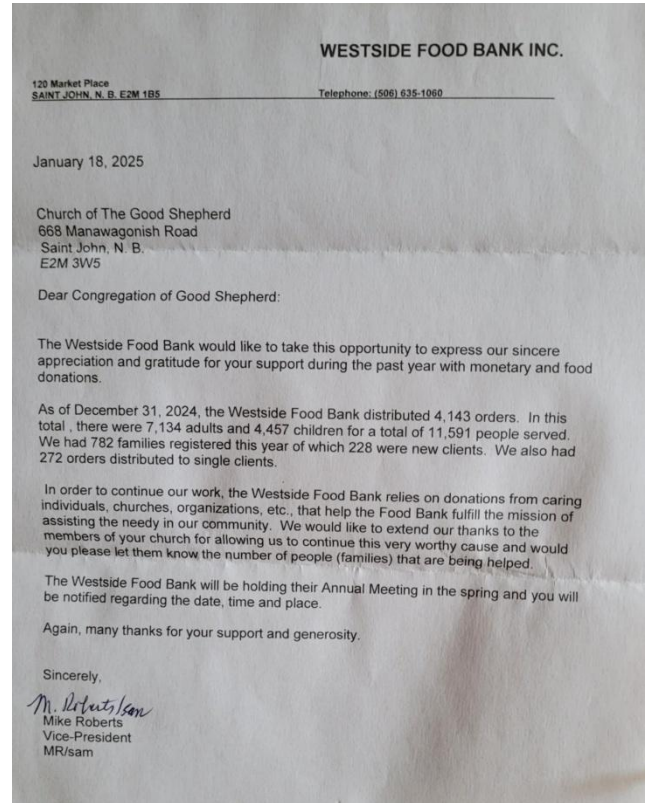 WESTSIDE FOOD BANK INC.
120 Market Place
SAINT JOHN, N. B. E2M 1B5 Telephone: (506) 635-1060
January 18, 2025
Church of The Good Shepherd
668 Manawagonish Road
Saint John, N. B.
E2M 3W5
Dear Congregation of Good Shepherd:
The Westside Food Bank would like to take this opportunity to express our sincere
appreciation and gratitude for your support during the past year with monetary and food
donations.
As of December 31, 2024, the Westside Food Bank distributed 4,143 orders. In this
total , there were 7,134 adults and 4,457 children for a total of 11,591 people served.
We had 782 families registered this year of which 228 were new clients. We also had
272 orders distributed to single clients.
In order to continue our work, the Westside Food Bank relies on donations from caring
individuals, churches, organizations, etc., that help the Food Bank fulfill the mission of
assisting the needy in our community. We would like to extend our thanks to the
members of your church for allowing us to continue this very worthy cause and would
you please let them know the number of people (families) that are being helped.
The Westside Food Bank will be holding their Annual Meeting in the spring and you will
be notified regarding the date, time and place.
Again, many thanks for your support and generosity.
Sincerely,
M. Roberts/sam
Mike Roberts
Vice-President
MR/sam